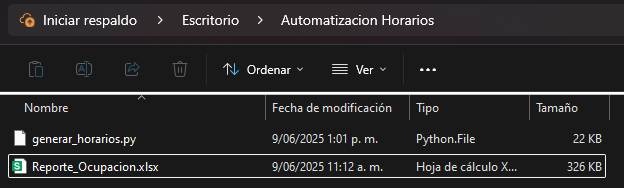 Iniciar respaldo > Escritorio > Automatizacion Horarios
Ordenar Ver ...
Nombre Fecha de modificación Tipo Tamaño
generar_horarios.py 9/06/2025 1:01 p. m. Python.File 22 KB
Reporte_Ocupacion.xlsx 9/06/2025 11:12 a. m. Hoja de cálculo X... 326 KB